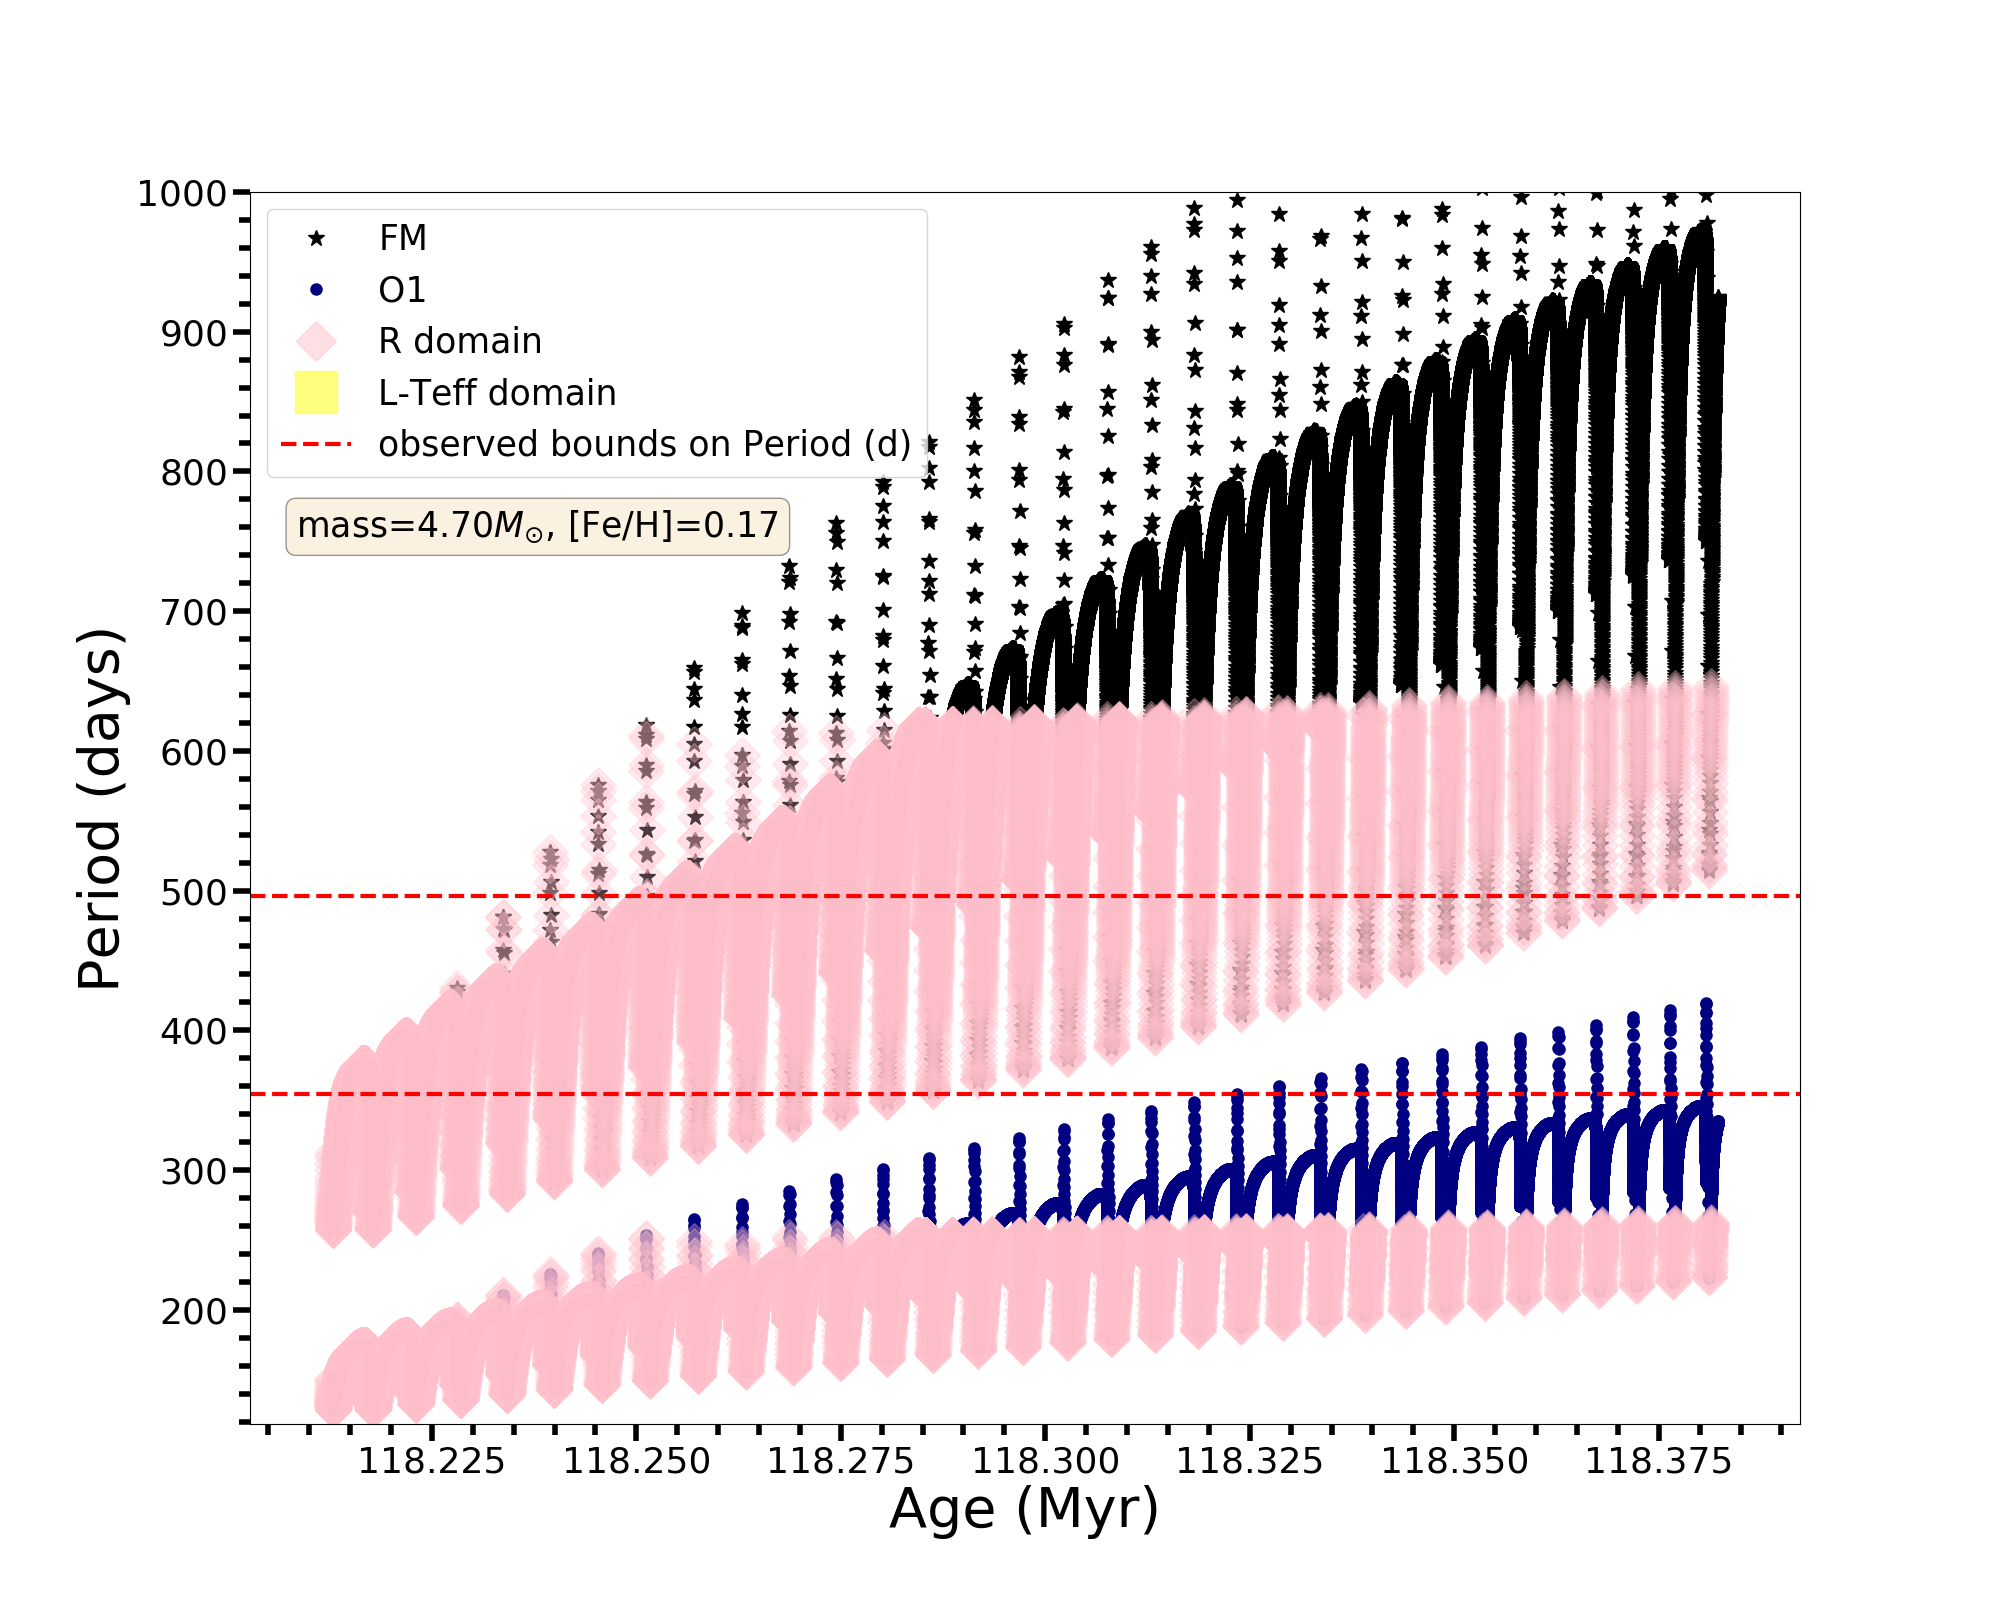 1000
900
800
700
600
500
400
300
200
Period (days)
FM
O1
R domain
L-Teff domain
observed bounds on Period (d)
mass=4.70M⊙, [Fe/H]=0.17
118.225 118.250 118.275 118.300 118.325 118.350 118.375
Age (Myr)